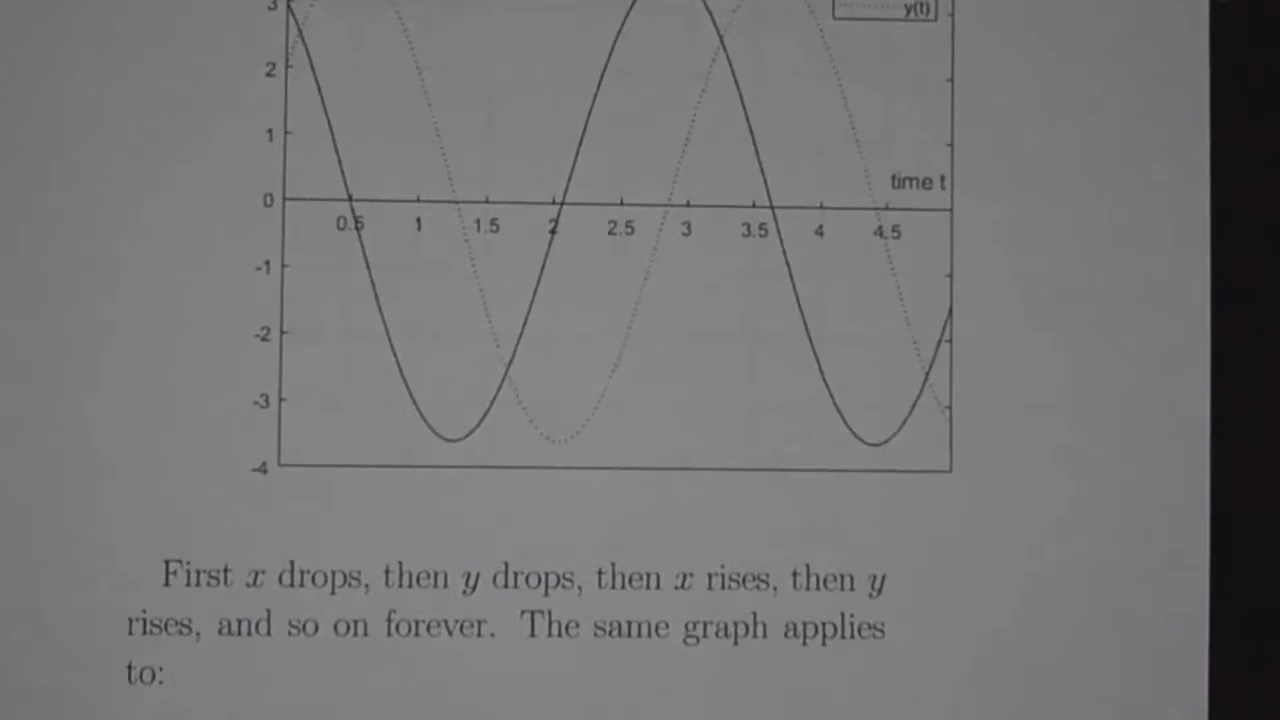 3
y(t)
2
1
time t
0
0.5 1 1.5 2 2.5 3 3.5 4 4.5
-1
-2
-3
-4
First x drops, then y drops, then x rises, then y
rises, and so on forever. The same graph applies
to: